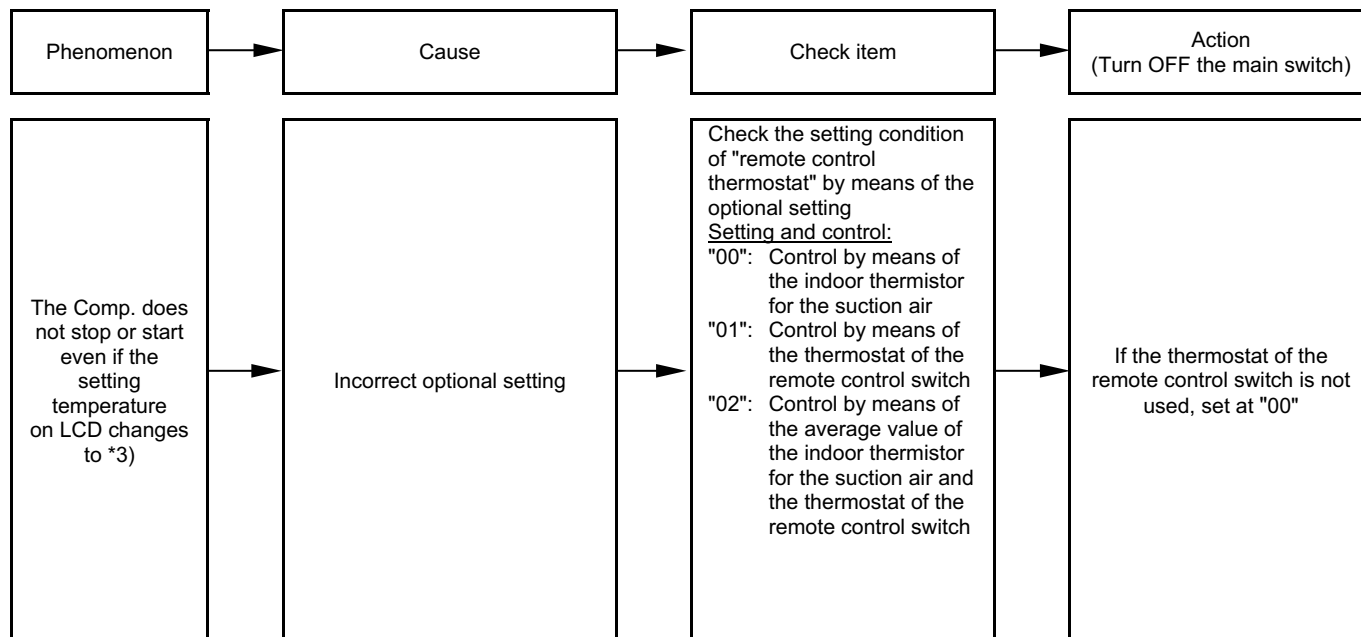 Phenomenon
Cause
Check item
Action
(Turn OFF the main switch)
The Comp. does
not stop or start
even if the
setting
temperature
on LCD changes
to *3)
Incorrect optional setting
Check the setting condition
of "remote control
thermostat" by means of the
optional setting
Setting and control:
"00": Control by means of
the indoor thermistor
for the suction air
"01": Control by means of
the thermostat of the
remote control switch
"02": Control by means of
the average value of
the indoor thermistor
for the suction air and
the thermostat of the
remote control switch
If the thermostat of the
remote control switch is not
used, set at "00"